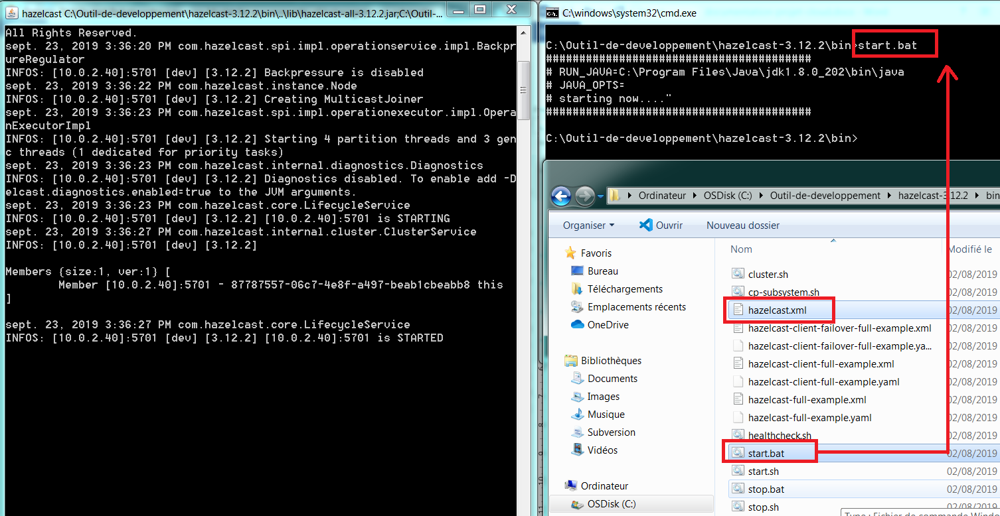 hazelcast C:\Outil-de-developpement\hazelcast-3.12.2\bin\..\lib\hazelcast-all-3.12.2.jar;C:\Outil-de-developpement\...
All Rights Reserved.
sept. 23, 2019 3:36:20 PM com.hazelcast.spi.impl.operationservice.impl.Backpr
ureRegulator
INFOS: [10.0.2.40]:5701 [dev] [3.12.2] Backpressure is disabled
sept. 23, 2019 3:36:22 PM com.hazelcast.instance.Node
INFOS: [10.0.2.40]:5701 [dev] [3.12.2] Creating MulticastJoiner
sept. 23, 2019 3:36:23 PM com.hazelcast.spi.impl.operationexecutor.impl.Opera
nExecutorImpl
INFOS: [10.0.2.40]:5701 [dev] [3.12.2] Starting 4 partition threads and 3 gen
c threads (1 dedicated for priority tasks)
sept. 23, 2019 3:36:23 PM com.hazelcast.internal.diagnostics.Diagnostics
INFOS: [10.0.2.40]:5701 [dev] [3.12.2] Diagnostics disabled. To enable add -D
elcast.diagnostics.enabled=true to the JVM arguments.
sept. 23, 2019 3:36:23 PM com.hazelcast.core.LifecycleService
INFOS: [10.0.2.40]:5701 [dev] [3.12.2] [10.0.2.40]:5701 is STARTING
sept. 23, 2019 3:36:27 PM com.hazelcast.internal.cluster.ClusterService
INFOS: [10.0.2.40]:5701 [dev] [3.12.2]
Members {size:1, ver:1} [
Member [10.0.2.40]:5701 - 87787557-06c7-4e8f-a497-beab1cbeabb8 this
]
sept. 23, 2019 3:36:27 PM com.hazelcast.core.LifecycleService
INFOS: [10.0.2.40]:5701 [dev] [3.12.2] [10.0.2.40]:5701 is STARTED
C:\windows\system32\cmd.exe
C:\Outil-de-developpement\hazelcast-3.12.2\bin>start.bat
########################################
# RUN_JAVA=C:\Program Files\Java\jdk1.8.0_202\bin\java
# JAVA_OPTS=
# starting now...."
########################################
C:\Outil-de-developpement\hazelcast-3.12.2\bin>
Ordinateur OSDisk (C:) Outil-de-developpement hazelcast-3.12.2 bin
Organiser Ouvrir Nouveau dossier
Favoris
Bureau
Téléchargements
Emplacements récents
OneDrive
Bibliothèques
Documents
Images
Musique
Subversion
Vidéos
Ordinateur
OSDisk (C:)
Nom Modifié le
cluster.sh 02/08/2019
cp-subsystem.sh 02/08/2019
hazelcast.xml 02/08/2019
hazelcast-client-failover-full-example.xml 02/08/2019
hazelcast-client-failover-full-example.ya... 02/08/2019
hazelcast-client-full-example.xml 02/08/2019
hazelcast-client-full-example.yaml 02/08/2019
hazelcast-full-example.xml 02/08/2019
hazelcast-full-example.yaml 02/08/2019
healthcheck.sh 02/08/2019
start.bat 02/08/2019
start.sh 02/08/2019
stop.bat 02/08/2019
stop.sh 02/08/2019